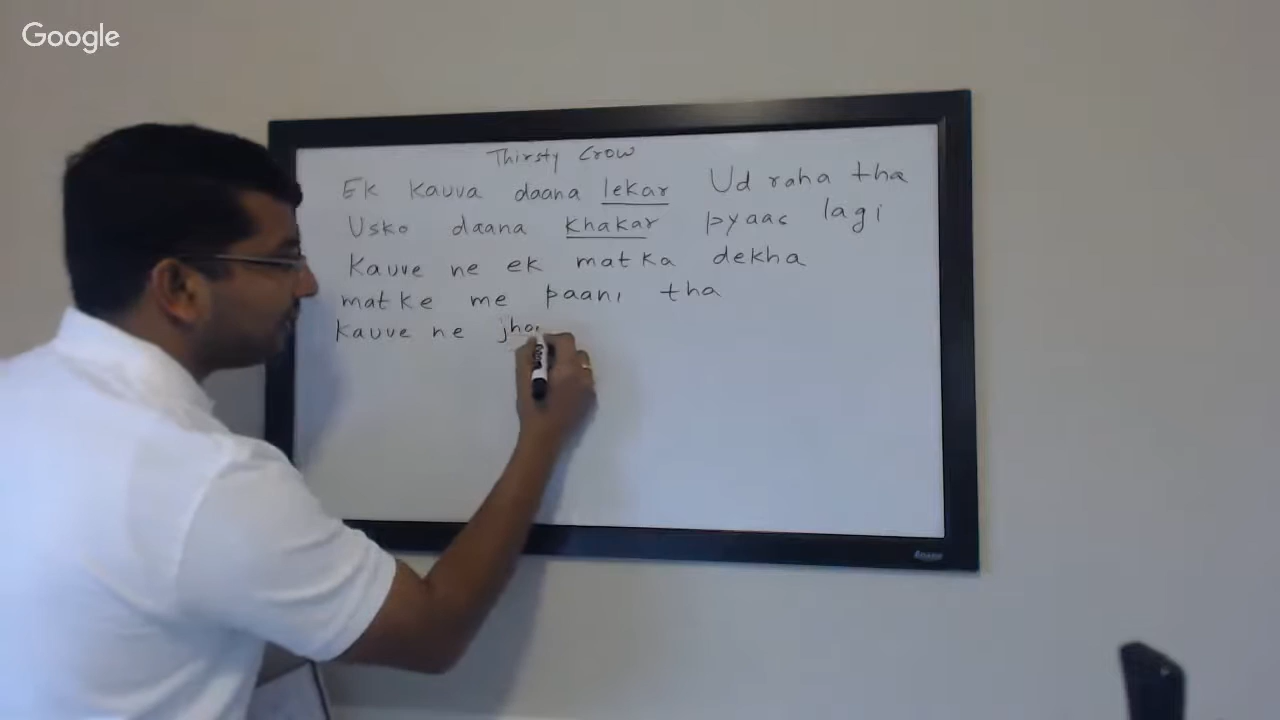 Google
Thirsty Crow
Ek kauva daana lekar Ud raha tha
Usko daana khakar pyaas lagi
kauve ne ek matka dekha
matke me paani tha
kauve ne jha